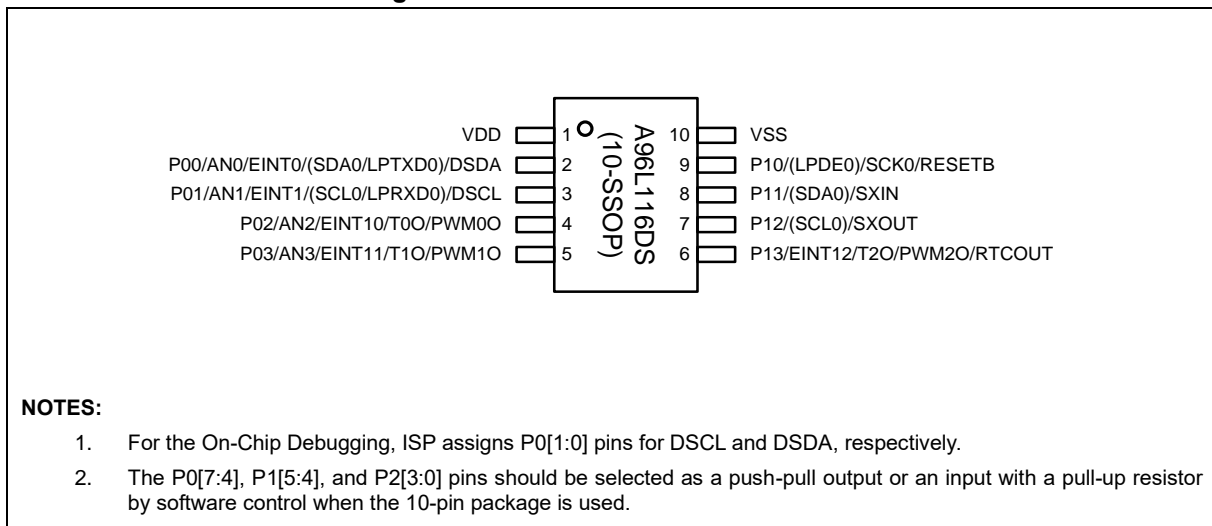 VDD 1 10 VSS
P00/AN0/EINT0/(SDA0/LPTXD0)/DSDA 2 9 P10/(LPDE0)/SCK0/RESETB
P01/AN1/EINT1/(SCL0/LPRXD0)/DSCL 3 8 P11/(SDA0)/SXIN
P02/AN2/EINT10/T0O/PWM0O 4 7 P12/(SCL0)/SXOUT
P03/AN3/EINT11/T1O/PWM1O 5 6 P13/EINT12/T2O/PWM2O/RTCOUT
A96L116DS
(10-SSOP)
NOTES:
1. For the On-Chip Debugging, ISP assigns P0[1:0] pins for DSCL and DSDA, respectively.
2. The P0[7:4], P1[5:4], and P2[3:0] pins should be selected as a push-pull output or an input with a pull-up resistor
by software control when the 10-pin package is used.